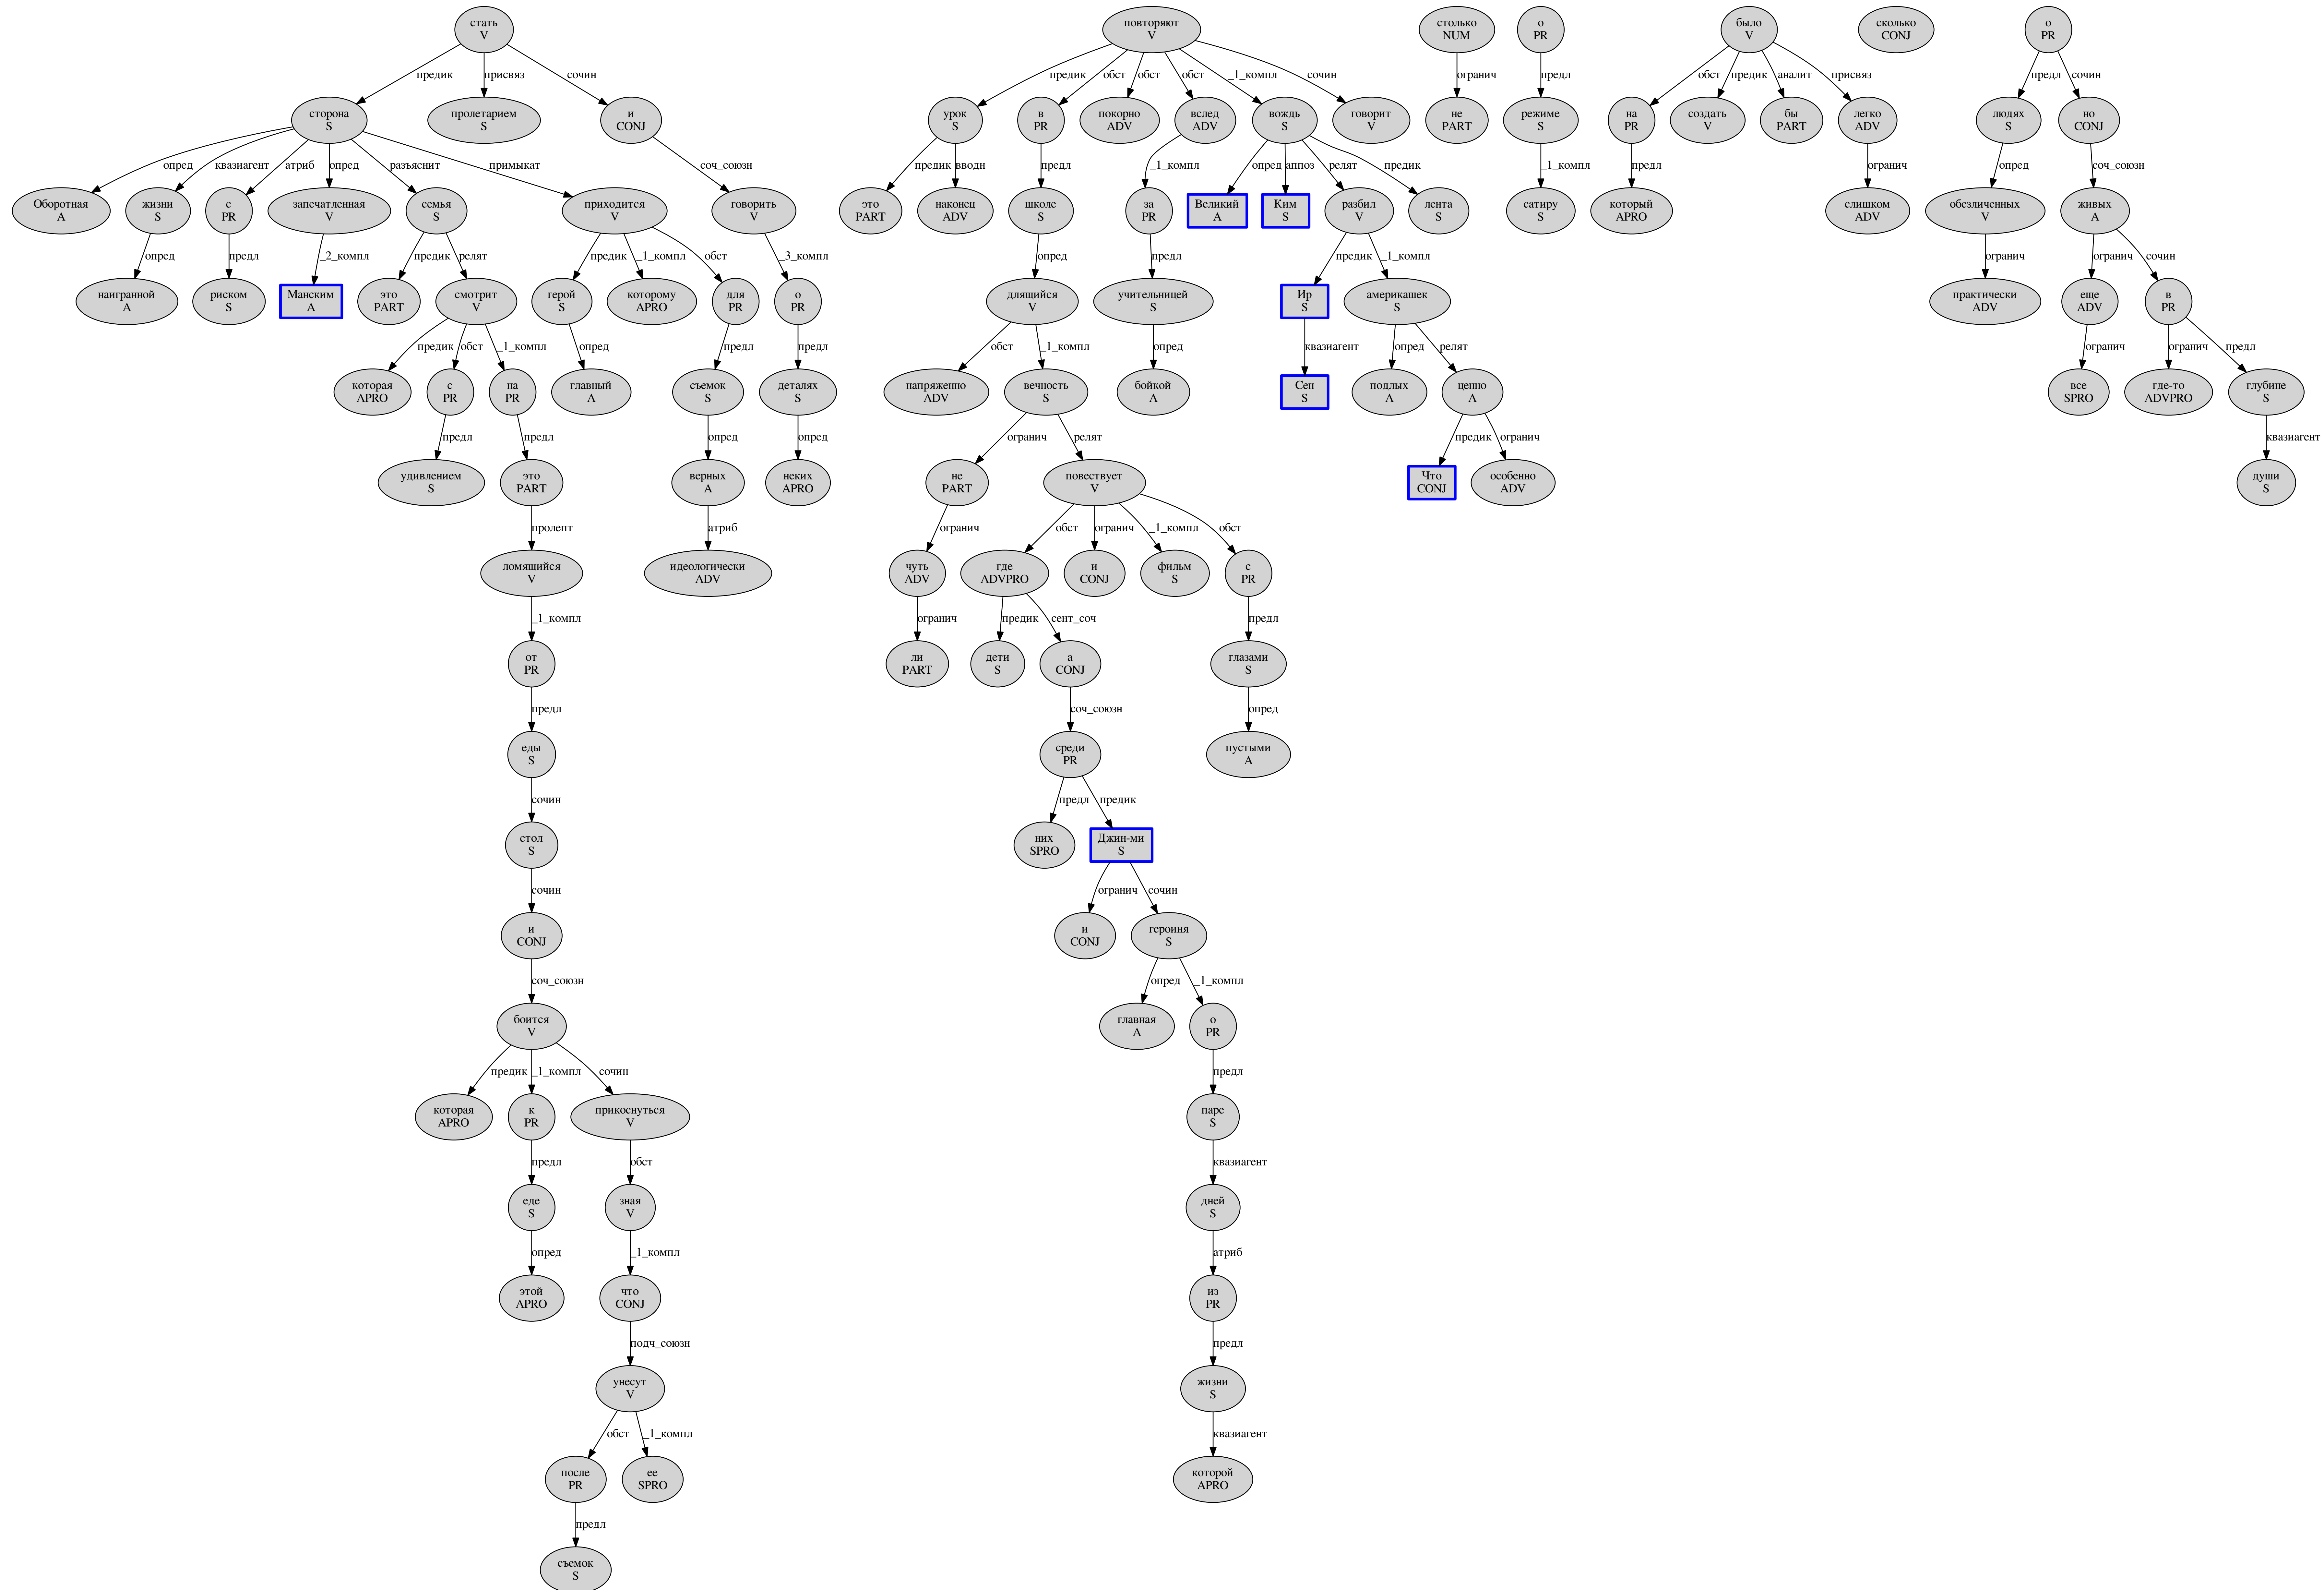 стать
V
повторяют
V
столько
NUM
о
PR
было
V
сколько
CONJ
о
PR
предик
присвяз
сочин
предик
обст
обст
обст
_1_компл
сочин
огранич
предл
обст
предик
аналит
присвяз
предл
сочин
сторона
S
пролетарием
S
и
CONJ
урок
S
в
PR
покорно
ADV
вслед
ADV
вождь
S
говорит
V
не
PART
режиме
S
на
PR
создать
V
бы
PART
легко
ADV
людях
S
но
CONJ
опред
квазиагент
атриб
опред
разъяснит
примыкат
соч_союзн
предик
вводн
предл
_1_компл
опред
аппоз
релят
предик
_1_компл
предл
огранич
опред
соч_союзн
Оборотная
A
жизни
S
с
PR
запечатленная
V
семья
S
приходится
V
говорить
V
это
PART
наконец
ADV
школе
S
за
PR
Великий
A
Ким
S
разбил
V
лента
S
сатиру
S
который
APRO
слишком
ADV
обезличенных
V
живых
A
опред
предл
_2_компл
предик
релят
предик
_1_компл
обст
_3_компл
опред
предл
предик
_1_компл
огранич
огранич
сочин
наигранной
A
риском
S
Манским
A
это
PART
смотрит
V
герой
S
которому
APRO
для
PR
о
PR
длящийся
V
учительницей
S
Ир
S
америкашек
S
практически
ADV
еще
ADV
в
PR
предик
обст
_1_компл
опред
предл
предл
обст
_1_компл
опред
квазиагент
опред
релят
огранич
огранич
предл
которая
APRO
с
PR
на
PR
главный
A
съемок
S
деталях
S
напряженно
ADV
вечность
S
бойкой
A
Сен
S
подлых
A
ценно
A
все
SPRO
где-то
ADVPRO
глубине
S
предл
предл
опред
опред
огранич
релят
предик
огранич
квазиагент
удивлением
S
это
PART
верных
A
неких
APRO
не
PART
повествует
V
Что
CONJ
особенно
ADV
души
S
пролепт
атриб
огранич
обст
огранич
_1_компл
обст
ломящийся
V
идеологически
ADV
чуть
ADV
где
ADVPRO
и
CONJ
фильм
S
с
PR
_1_компл
огранич
предик
сент_соч
предл
от
PR
ли
PART
дети
S
а
CONJ
глазами
S
предл
соч_союзн
опред
еды
S
среди
PR
пустыми
A
сочин
предл
предик
стол
S
них
SPRO
Джин-ми
S
сочин
огранич
сочин
и
CONJ
и
CONJ
героиня
S
соч_союзн
опред
_1_компл
боится
V
главная
A
о
PR
предик
_1_компл
сочин
предл
которая
APRO
к
PR
прикоснуться
V
паре
S
предл
обст
квазиагент
еде
S
зная
V
дней
S
опред
_1_компл
атриб
этой
APRO
что
CONJ
из
PR
подч_союзн
предл
унесут
V
жизни
S
обст
_1_компл
квазиагент
после
PR
ее
SPRO
которой
APRO
предл
съемок
S